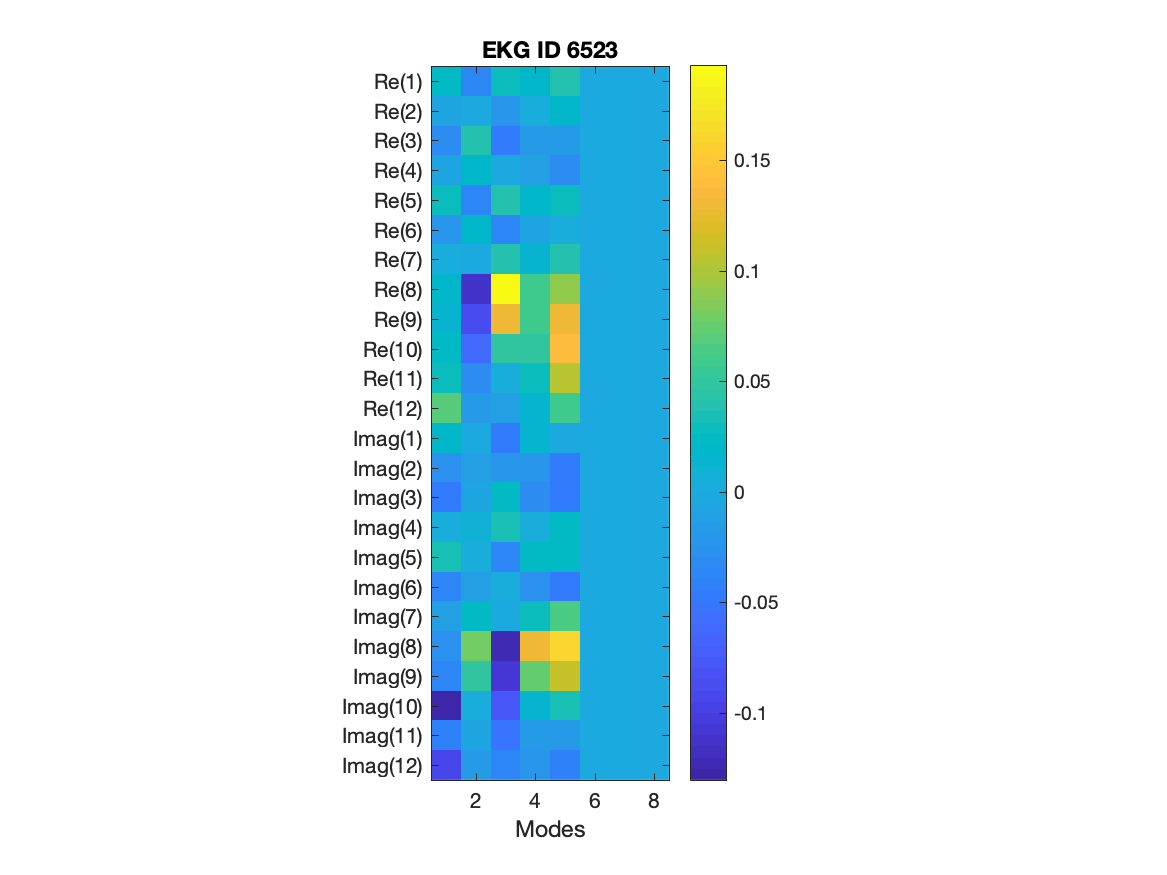 EKG ID 6523
Re(1)
Re(2)
Re(3)
Re(4)
Re(5)
Re(6)
Re(7)
Re(8)
Re(9)
Re(10)
Re(11)
Re(12)
Imag(1)
Imag(2)
Imag(3)
Imag(4)
Imag(5)
Imag(6)
Imag(7)
Imag(8)
Imag(9)
Imag(10)
Imag(11)
Imag(12)
2 4 6 8
Modes
0.15
0.1
0.05
0
-0.05
-0.1